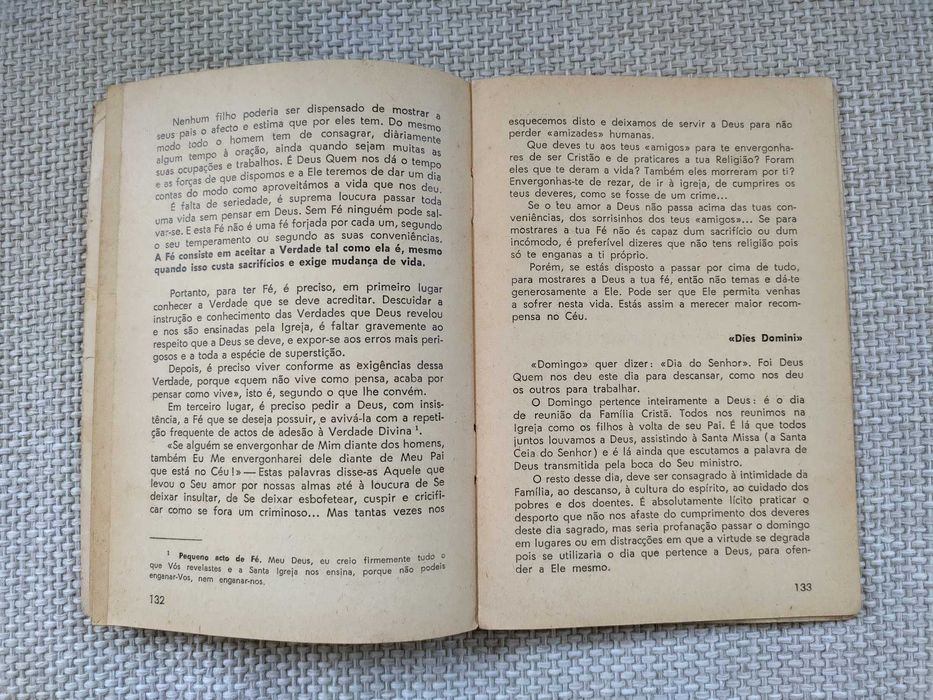 Nenhum filho poderia ser dispensado de mostrar a
seus pais o afecto e estima que por eles tem. Do mesmo
modo todo o homem tem de consagrar, diàriamente
algum tempo à oração, ainda quando sejam muitas as
suas ocupações e trabalhos. É Deus Quem nos dá o tempo
e as forças de que dispomos e a Ele teremos de dar um dia
contas do modo como aproveitámos a vida que nos deu.
É falta de seriedade, é suprema loucura passar toda
uma vida sem pensar em Deus. Sem Fé ninguém pode sal-
var-se. E esta Fé não é uma fé forjada por cada um, segundo
o seu temperamento ou segundo as suas conveniências.
A Fé consiste em aceitar a Verdade tal como ela é, mesmo
quando isso custa sacrifícios e exige mudança de vida.
Portanto, para ter Fé, é preciso, em primeiro lugar
conhecer a Verdade que se deve acreditar. Descuidar a
instrução e conhecimento das Verdades que Deus revelou
e nos são ensinadas pela Igreja, é faltar gravemente ao
respeito que a Deus se deve, e expor-se aos erros mais peri-
gosos e a toda a espécie de superstição.
Depois, é preciso viver conforme as exigências dessa
Verdade, porque «quem não vive como pensa, acaba por
pensar como vive», isto é, segundo o que lhe convém.
Em terceiro lugar, é preciso pedir a Deus, com insis-
tência, a Fé que se deseja possuir, e avivá-la com a repeti-
ção frequente de actos de adesão à Verdade Divina ¹.
«Se alguém se envergonhar de Mim diante dos homens,
também Eu Me envergonharei dele diante de Meu Pai
que está no Céu!» — Estas palavras disse-as Aquele que
levou o Seu amor por nossas almas até à loucura de Se
deixar insultar, de Se deixar esbofetear, cuspir e cricifi-
car como se fora um criminoso... Mas tantas vezes nos
¹ Pequeno acto de Fé. Meu Deus, eu creio firmemente tudo o
que Vós revelastes e a Santa Igreja nos ensina, porque não podeis
enganar-Vos, nem enganar-nos.
132
esquecemos disto e deixamos de servir a Deus para não
perder «amizades» humanas.
Que deves tu aos teus «amigos» para te envergonha-
res de ser Cristão e de praticares a tua Religião? Foram
eles que te deram a vida? Também eles morreram por ti?
Envergonhas-te de rezar, de ir à igreja, de cumprires os
teus deveres, como se fosse de um crime...
Se o teu amor a Deus não passa acima das tuas con-
veniências, dos sorrisinhos dos teus «amigos»... Se para
mostrares a tua Fé não és capaz dum sacrifício ou dum
incómodo, é preferível dizeres que não tens religião pois
só te enganas a ti próprio.
Porém, se estás disposto a passar por cima de tudo,
para mostrares a Deus a tua fé, então não temas e dá-te
generosamente a Ele. Pode ser que Ele permita venhas
a sofrer nesta vida. Estás assim a merecer maior recom-
pensa no Céu.
«Dies Domini»
«Domingo» quer dizer: «Dia do Senhor». Foi Deus
Quem nos deu este dia para descansar, como nos deu
os outros para trabalhar.
O Domingo pertence inteiramente a Deus: é o dia
de reunião da Família Cristã. Todos nos reunimos na
Igreja como os filhos à volta de seu Pai. É lá que todos
juntos louvamos a Deus, assistindo à Santa Missa (a Santa
Ceia do Senhor) e é lá ainda que escutamos a palavra de
Deus transmitida pela boca do Seu ministro.
O resto desse dia, deve ser consagrado à intimidade da
Família, ao descanso, à cultura do espírito, ao cuidado dos
pobres e dos doentes. É absolutamente lícito praticar o
desporto que não nos afaste do cumprimento dos deveres
deste dia sagrado, mas seria profanação passar o domingo
em lugares ou em distracções em que a virtude se degrada
pois se utilizaria o dia que pertence a Deus, para ofen-
der a Ele mesmo.
133